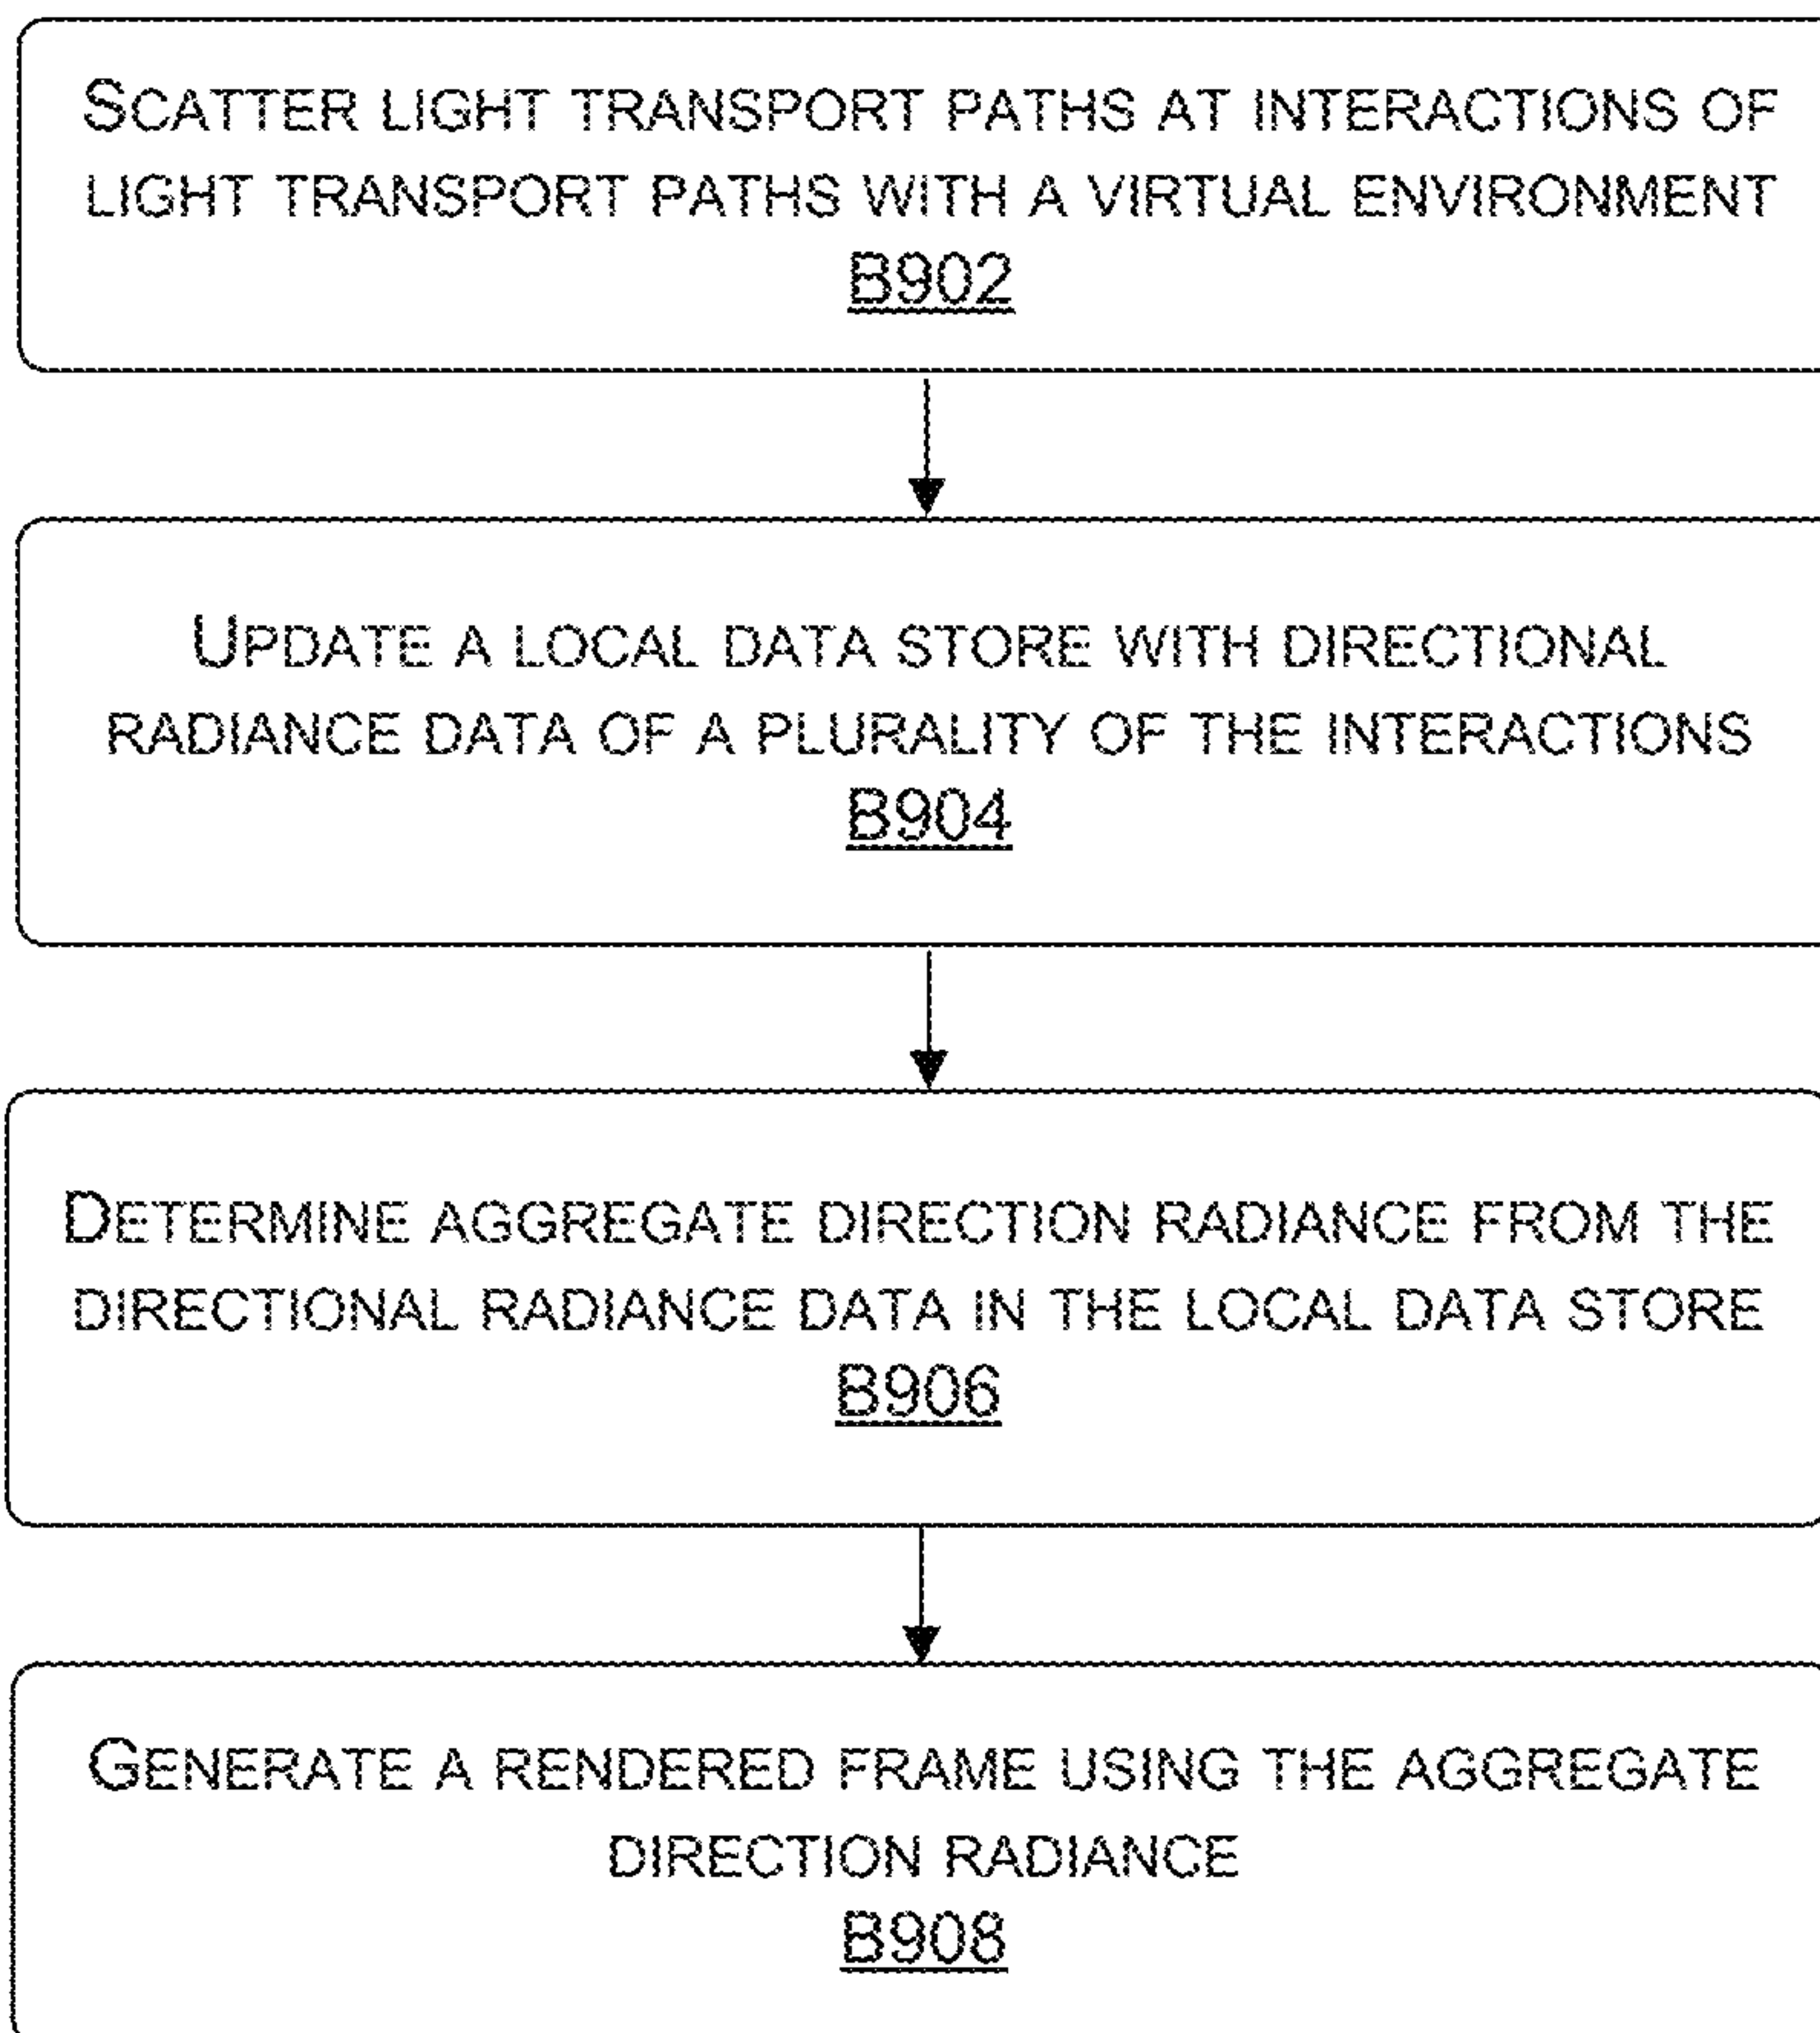 SCATTER LIGHT TRANSPORT PATHS AT INTERACTIONS OF
LIGHT TRANSPORT PATHS WITH A VIRTUAL ENVIRONMENT
B902
UPDATE A LOCAL DATA STORE WITH DIRECTIONAL
RADIANCE DATA OF A PLURALITY OF THE INTERACTIONS
B904
DETERMINE AGGREGATE DIRECTION RADIANCE FROM THE
DIRECTIONAL RADIANCE DATA IN THE LOCAL DATA STORE
B906
GENERATE A RENDERED FRAME USING THE AGGREGATE
DIRECTION RADIANCE
B908